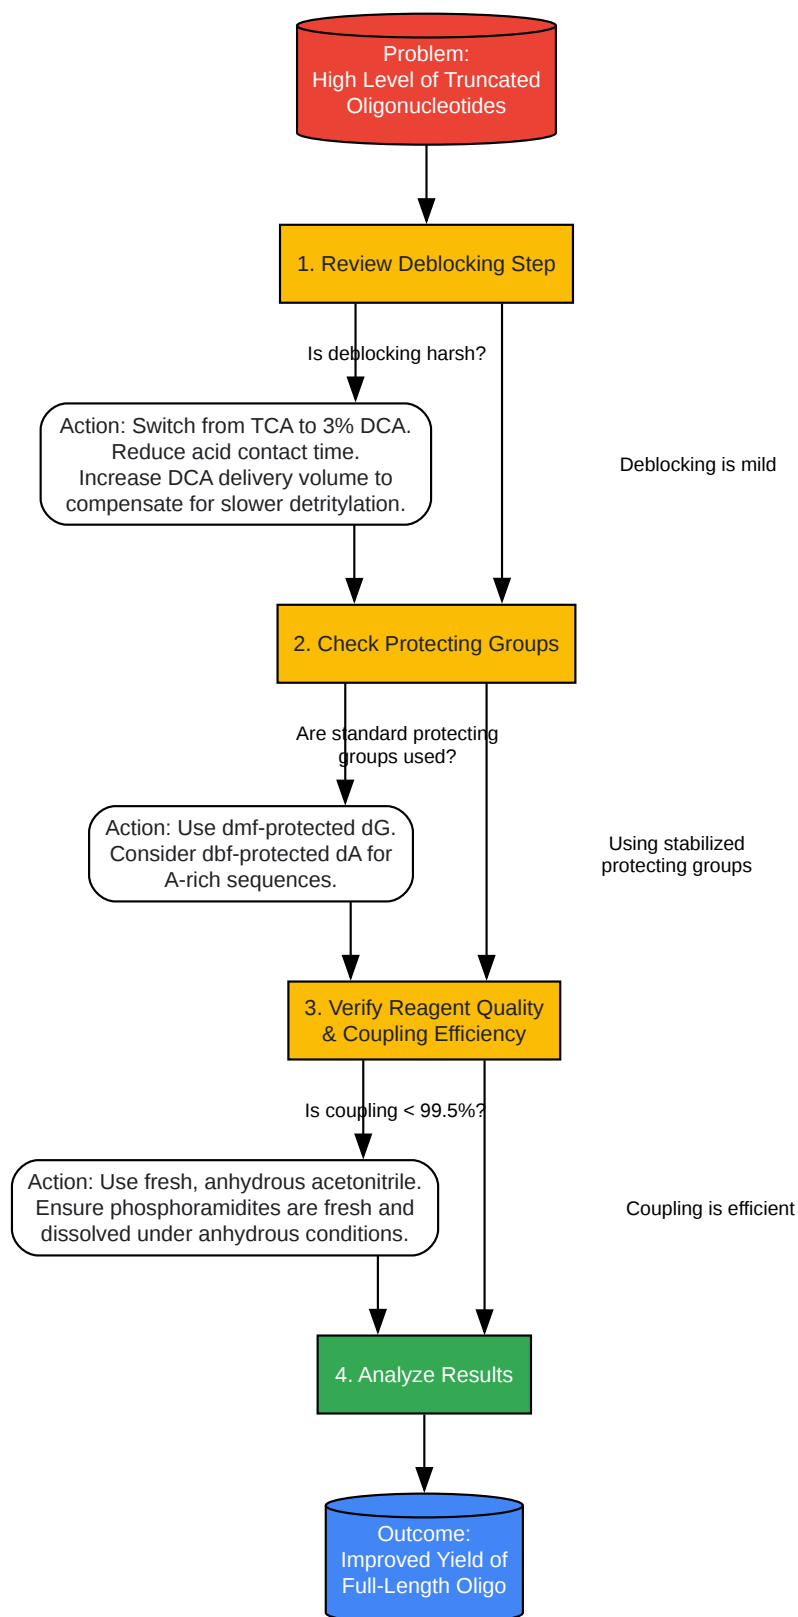 Problem:
High Level of Truncated
Oligonucleotides
1. Review Deblocking Step
Is deblocking harsh?
Action: Switch from TCA to 3% DCA.
Reduce acid contact time.
Increase DCA delivery volume to
compensate for slower detritylation.
Deblocking is mild
2. Check Protecting Groups
Are standard protecting
groups used?
Action: Use dmf-protected dG.
Consider dbf-protected dA for
A-rich sequences.
Using stabilized
protecting groups
3. Verify Reagent Quality
& Coupling Efficiency
Is coupling < 99.5%?
Action: Use fresh, anhydrous acetonitrile.
Ensure phosphoramidites are fresh and
dissolved under anhydrous conditions.
Coupling is efficient
4. Analyze Results
Outcome:
Improved Yield of
Full-Length Oligo